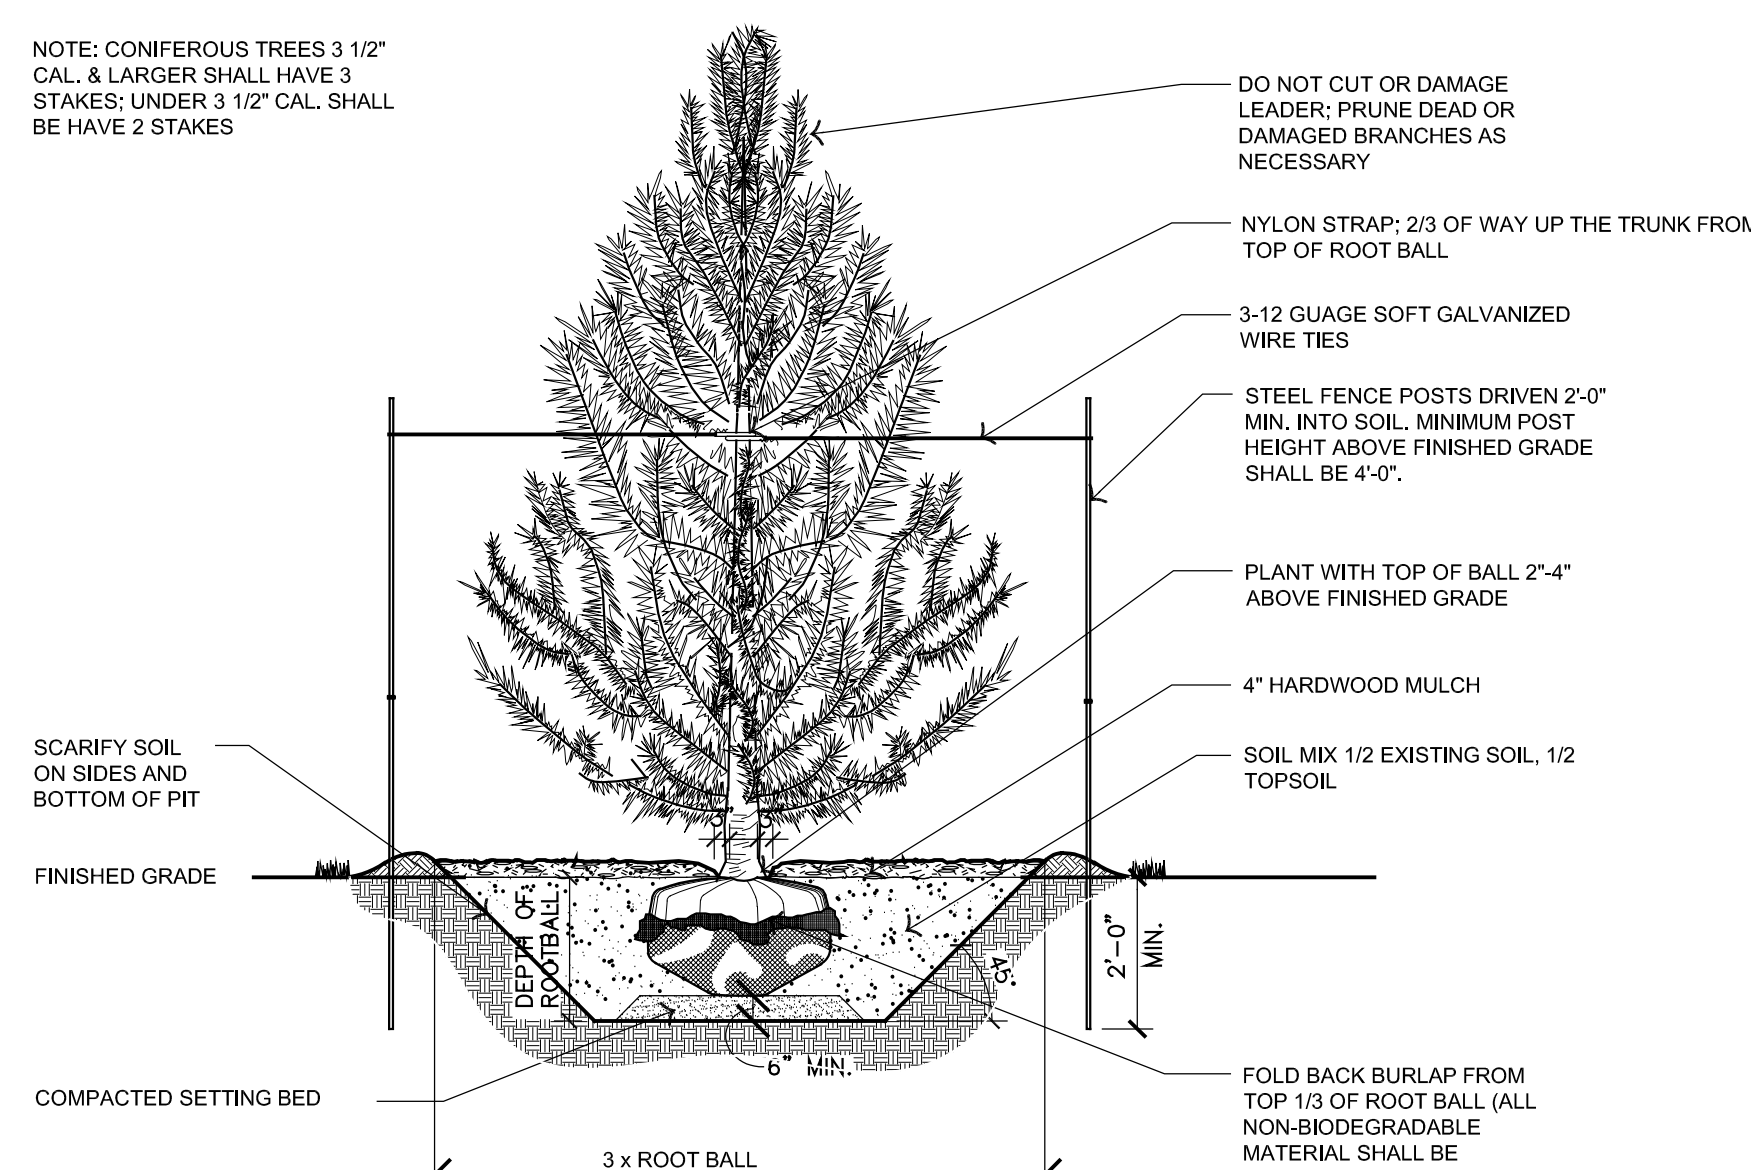 NOTE: CONIFEROUS TREES 3 1/2"
CAL. & LARGER SHALL HAVE 3
STAKES; UNDER 3 1/2" CAL. SHALL
BE HAVE 2 STAKES
DO NOT CUT OR DAMAGE
LEADER; PRUNE DEAD OR
DAMAGED BRANCHES AS
NECESSARY
NYLON STRAP; 2/3 OF WAY UP THE TRUNK FROM
TOP OF ROOT BALL
3-12 GUAGE SOFT GALVANIZED
WIRE TIES
STEEL FENCE POSTS DRIVEN 2'-0"
MIN. INTO SOIL. MINIMUM POST
HEIGHT ABOVE FINISHED GRADE
SHALL BE 4'-0".
PLANT WITH TOP OF BALL 2"-4"
ABOVE FINISHED GRADE
4" HARDWOOD MULCH
SOIL MIX 1/2 EXISTING SOIL, 1/2
TOPSOIL
SCARIFY SOIL
ON SIDES AND
BOTTOM OF PIT
3" 3"
FINISHED GRADE
DEPTH OF
ROOTBALL
45°
2'-0"
MIN.
6" MIN.
COMPACTED SETTING BED
FOLD BACK BURLAP FROM
TOP 1/3 OF ROOT BALL (ALL
NON-BIODEGRADABLE
MATERIAL SHALL BE
3 x ROOT BALL